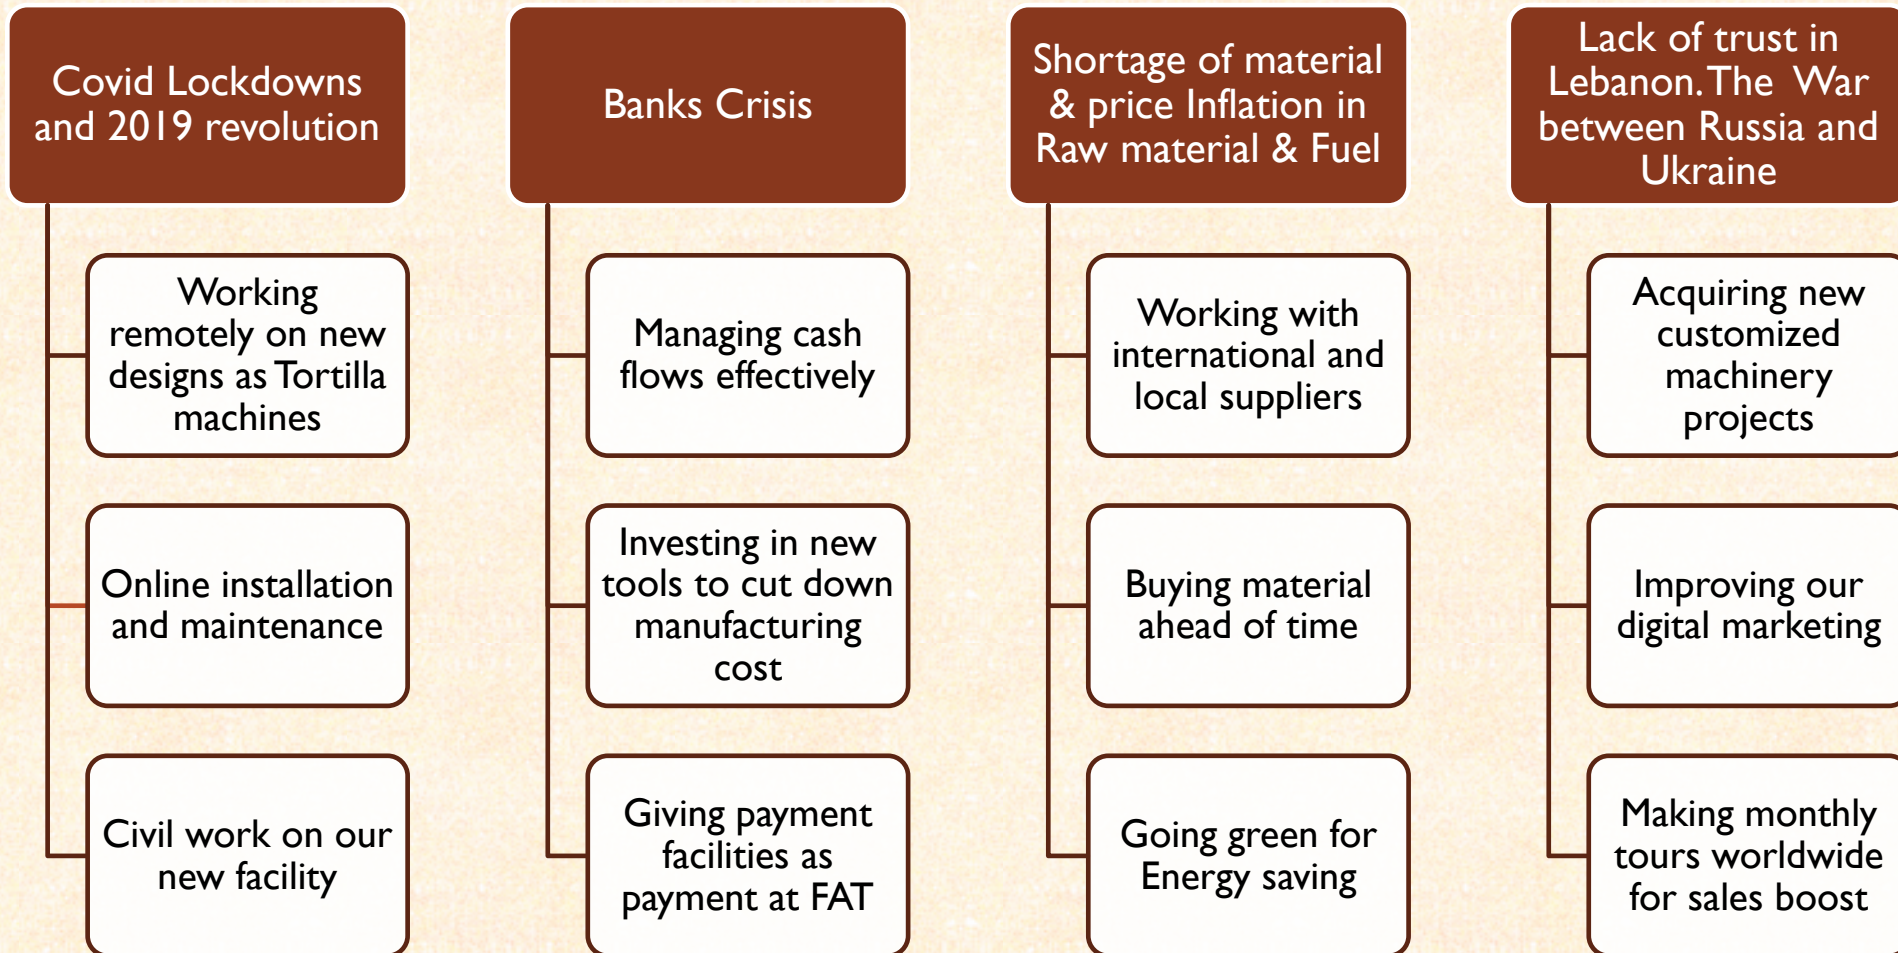 Covid Lockdowns
and 2019 revolution
Working
remotely on new
designs as Tortilla
machines
Online installation
and maintenance
Civil work on our
new facility
Banks Crisis
Managing cash
flows effectively
Investing in new
tools to cut down
manufacturing
cost
Giving payment
facilities as
payment at FAT
Shortage of material
& price Inflation in
Raw material & Fuel
Working with
international and
local suppliers
Buying material
ahead of time
Going green for
Energy saving
Lack of trust in
Lebanon. The War
between Russia and
Ukraine
Acquiring new
customized
machinery
projects
Improving our
digital marketing
Making monthly
tours worldwide
for sales boost